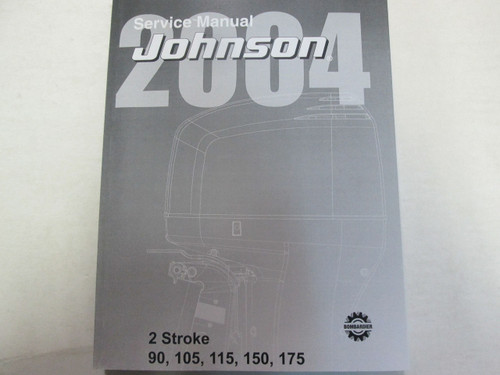 Service Manual
2004
Johnson
2 Stroke
90, 105, 115, 150, 175
BOMBARDIER